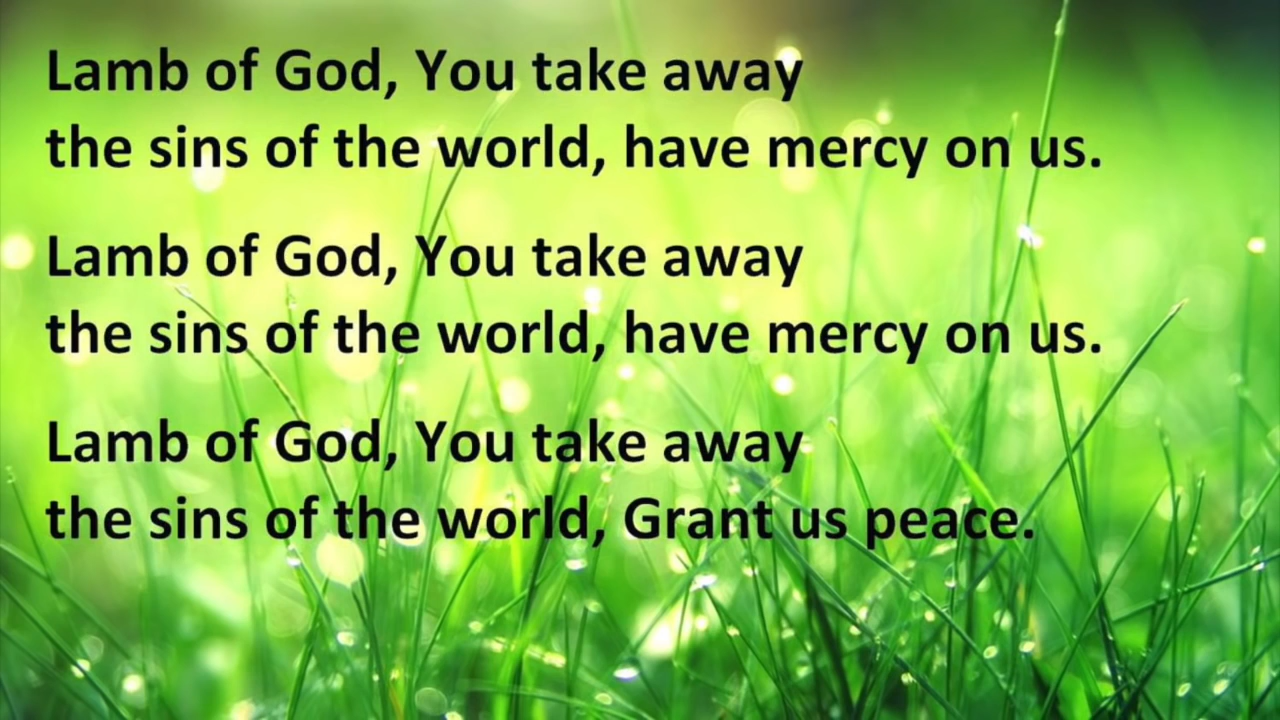 Lamb of God, You take away
the sins of the world, have mercy on us.
Lamb of God, You take away
the sins of the world, have mercy on us.
Lamb of God, You take away
the sins of the world, Grant us peace.